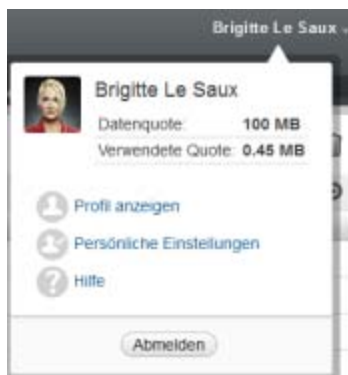 Brigitte Le Saux
Brigitte Le Saux
Datenquote: 100 MB
Verwendete Quote: 0.45 MB
Profil anzeigen
Persönliche Einstellungen
Hilfe
Abmelden